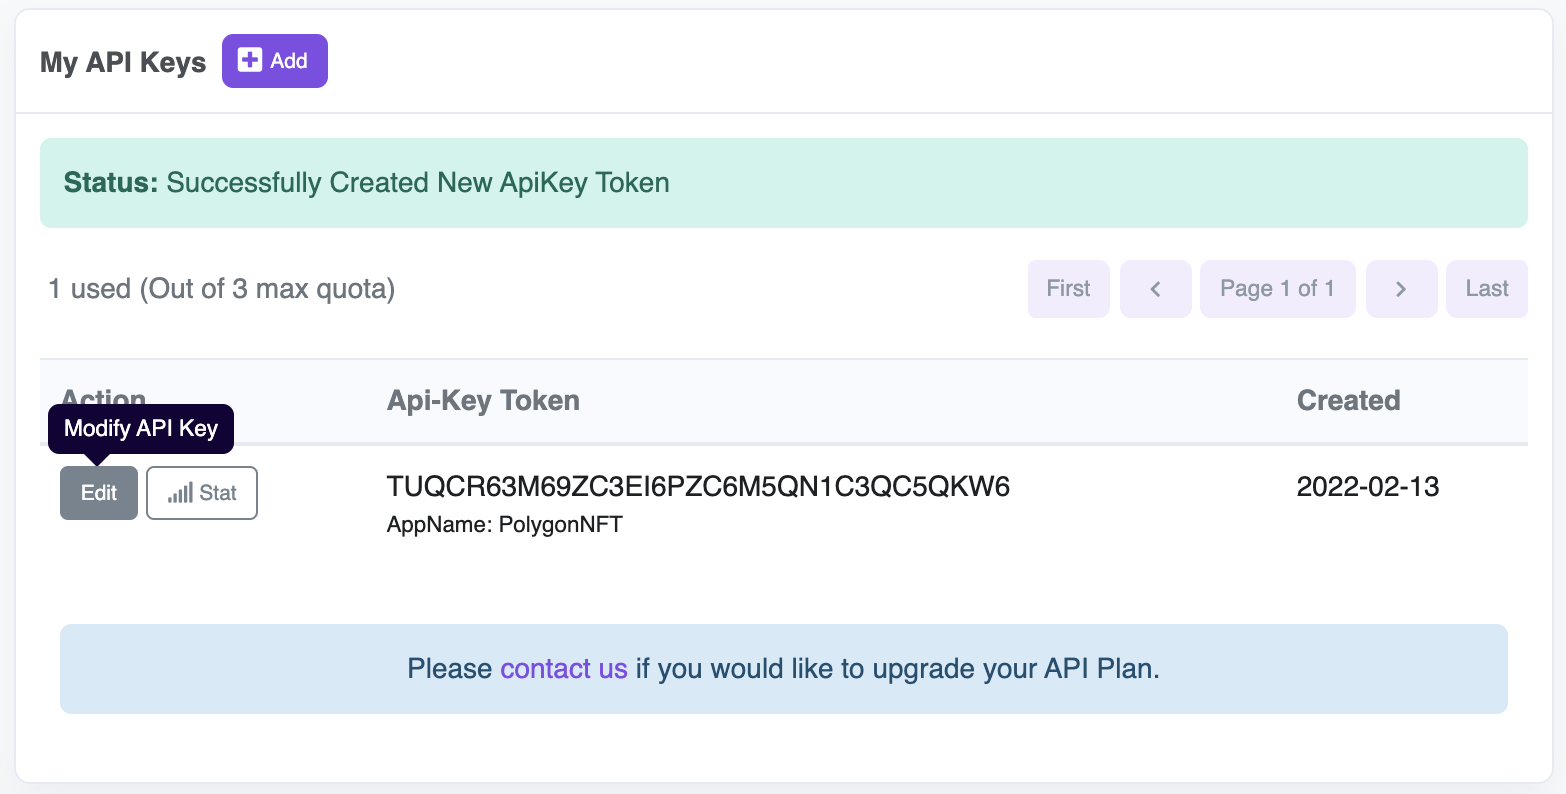 My API Keys Add
Status: Successfully Created New ApiKey Token
1 used (Out of 3 max quota) First Page 1 of 1 Last
Action Api-Key Token Created
Modify API Key
Edit Stat TUQCR63M69ZC3EI6PZC6M5QN1C3QC5QKW6 2022-02-13
AppName: PolygonNFT
Please contact us if you would like to upgrade your API Plan.